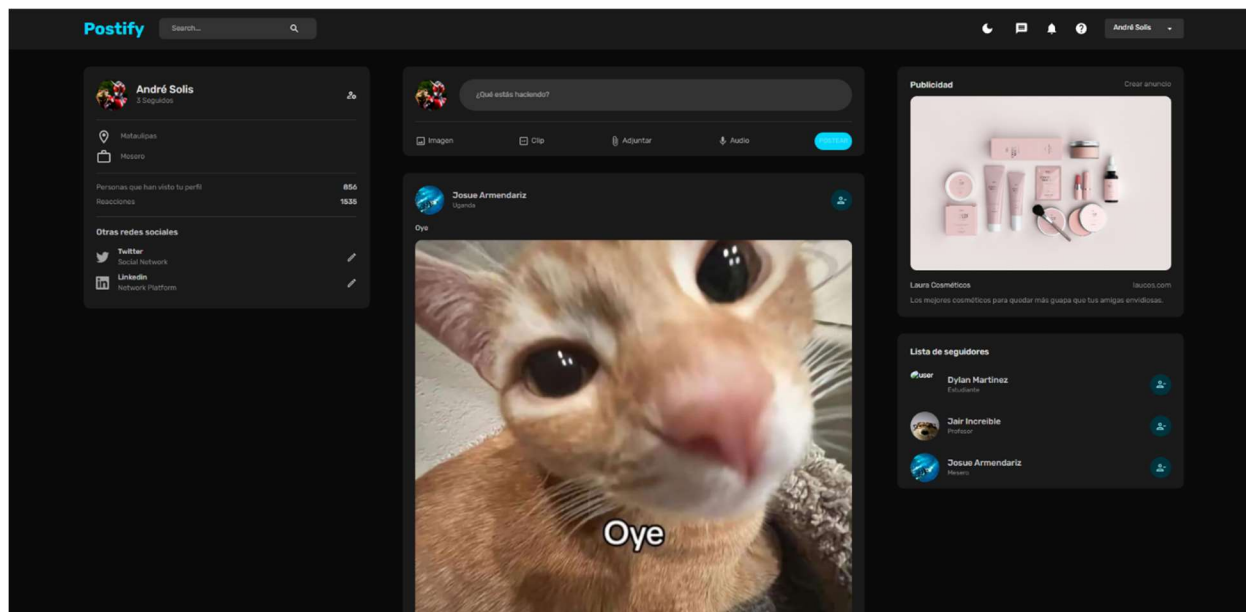 Postify
Search...
André Solis
André Solis
3 Seguidos
Mataulipas
Mosero
Personas que han visto tu perfil 856
Reacciones 1535
Otras redes sociales
Twitter
Social Network
Linkedin
Network Platform
¿Qué estás haciendo?
Imagen Clip Adjuntar Audio POSTEAR
Josue Armendariz
Uganda
Oye
Oye
Publicidad Crear anuncio
Laura Cosméticos laucos.com
Los mejores cosméticos para quedar más guapa que tus amigas envidiosas.
Lista de seguidores
user
Dylan Martinez
Estudiante
Jair Increible
Profesor
Josue Armendariz
Mesero